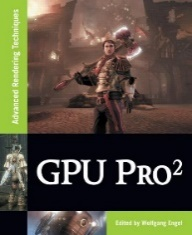 Advanced Rendering Techniques
GPU PRO²
Edited by Wolfgang Engel